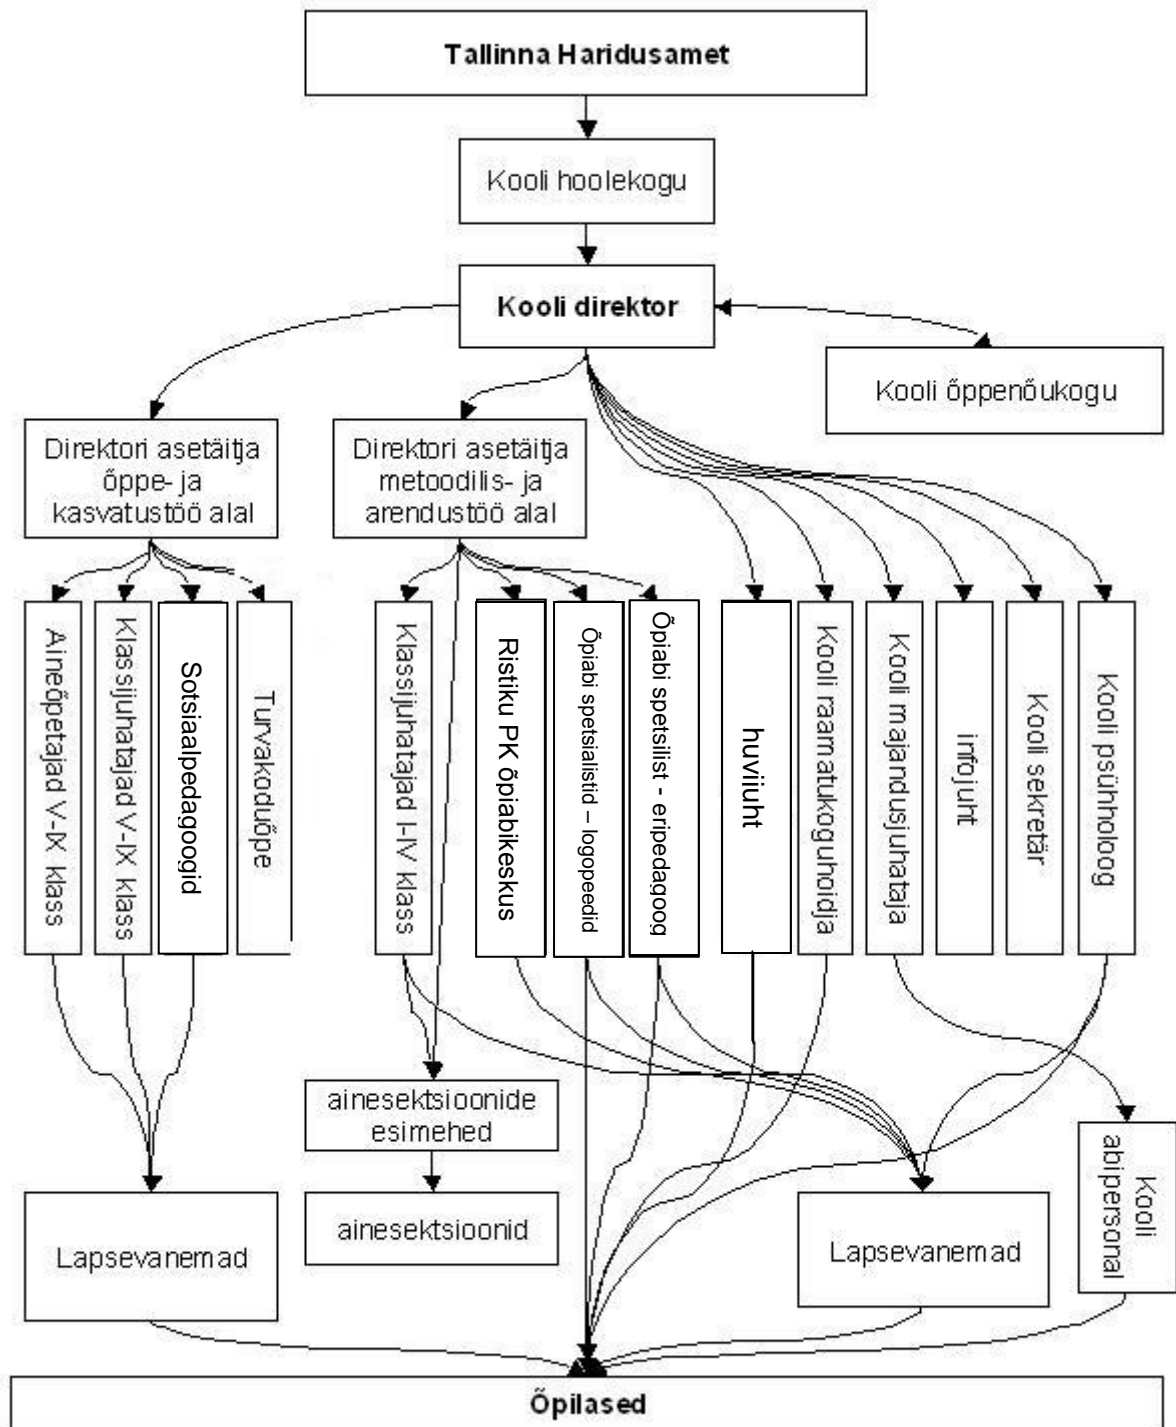 Tallinna Haridusamet
Kooli hoolekogu
Kooli direktor
Kooli õppenõukogu
Direktori asetäitja
õppe- ja
kasvatustöö alal
Direktori asetäitja
metoodilis- ja
arendustöö alal
Aineõpetajad V-IX klass
Klassijuhatajad V-IX klass
Sotsiaalpedagoogid
Turvakoduõpe
Klassijuhatajad I-IV klass
Ristiku PK õpiabikeskus
Õpiabi spetsialistid – logopeedid
Õpiabi spetsilist - eripedagoog
huvijuht
Kooli raamatukoguhoidja
Kooli majandusjuhataja
infojuht
Kooli sekretär
Kooli psühholoog
ainesektsioonide
esimehed
ainesektsioonid
Lapsevanemad
Lapsevanemad
Kooli
abipersonal
Õpilased